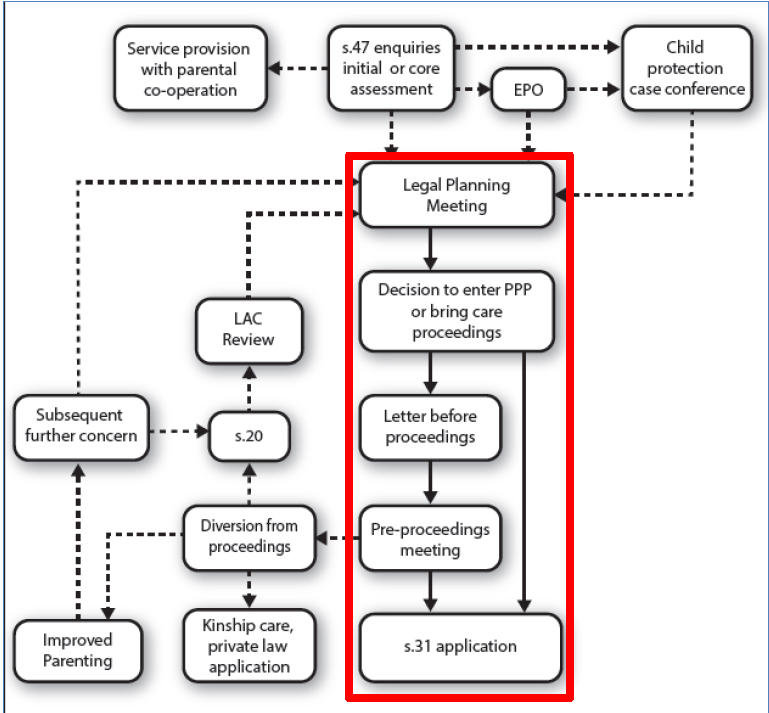 Service provision
with parental
co-operation
s.47 enquiries
initial or core
assessment
EPO
Child
protection
case conference
Legal Planning
Meeting
Decision to enter PPP
or bring care
proceedings
LAC
Review
Subsequent
further concern
s.20
Letter before
proceedings
Diversion from
proceedings
Pre-proceedings
meeting
Improved
Parenting
Kinship care,
private law
application
s.31 application